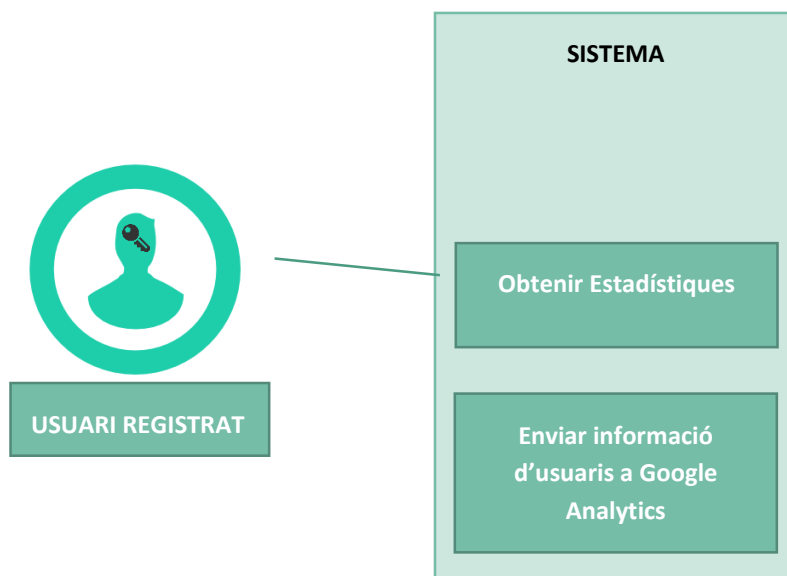 SISTEMA
Obtenir Estadístiques
USUARI REGISTRAT
Enviar informació
d’usuaris a Google
Analytics